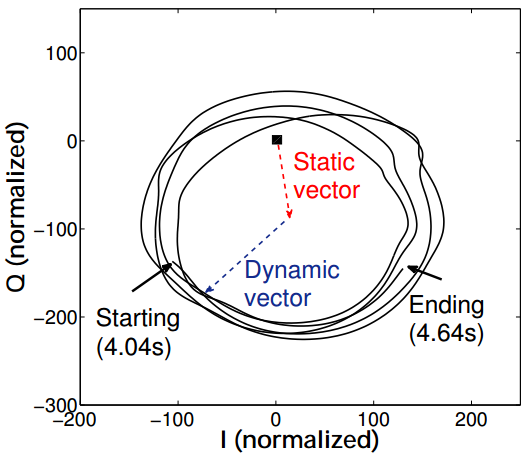 100
0
−100
−200
−300
−200
−100
0
100
200
Q (normalized)
I (normalized)
Static
vector
Dynamic
vector
Starting
(4.04s)
Ending
(4.64s)